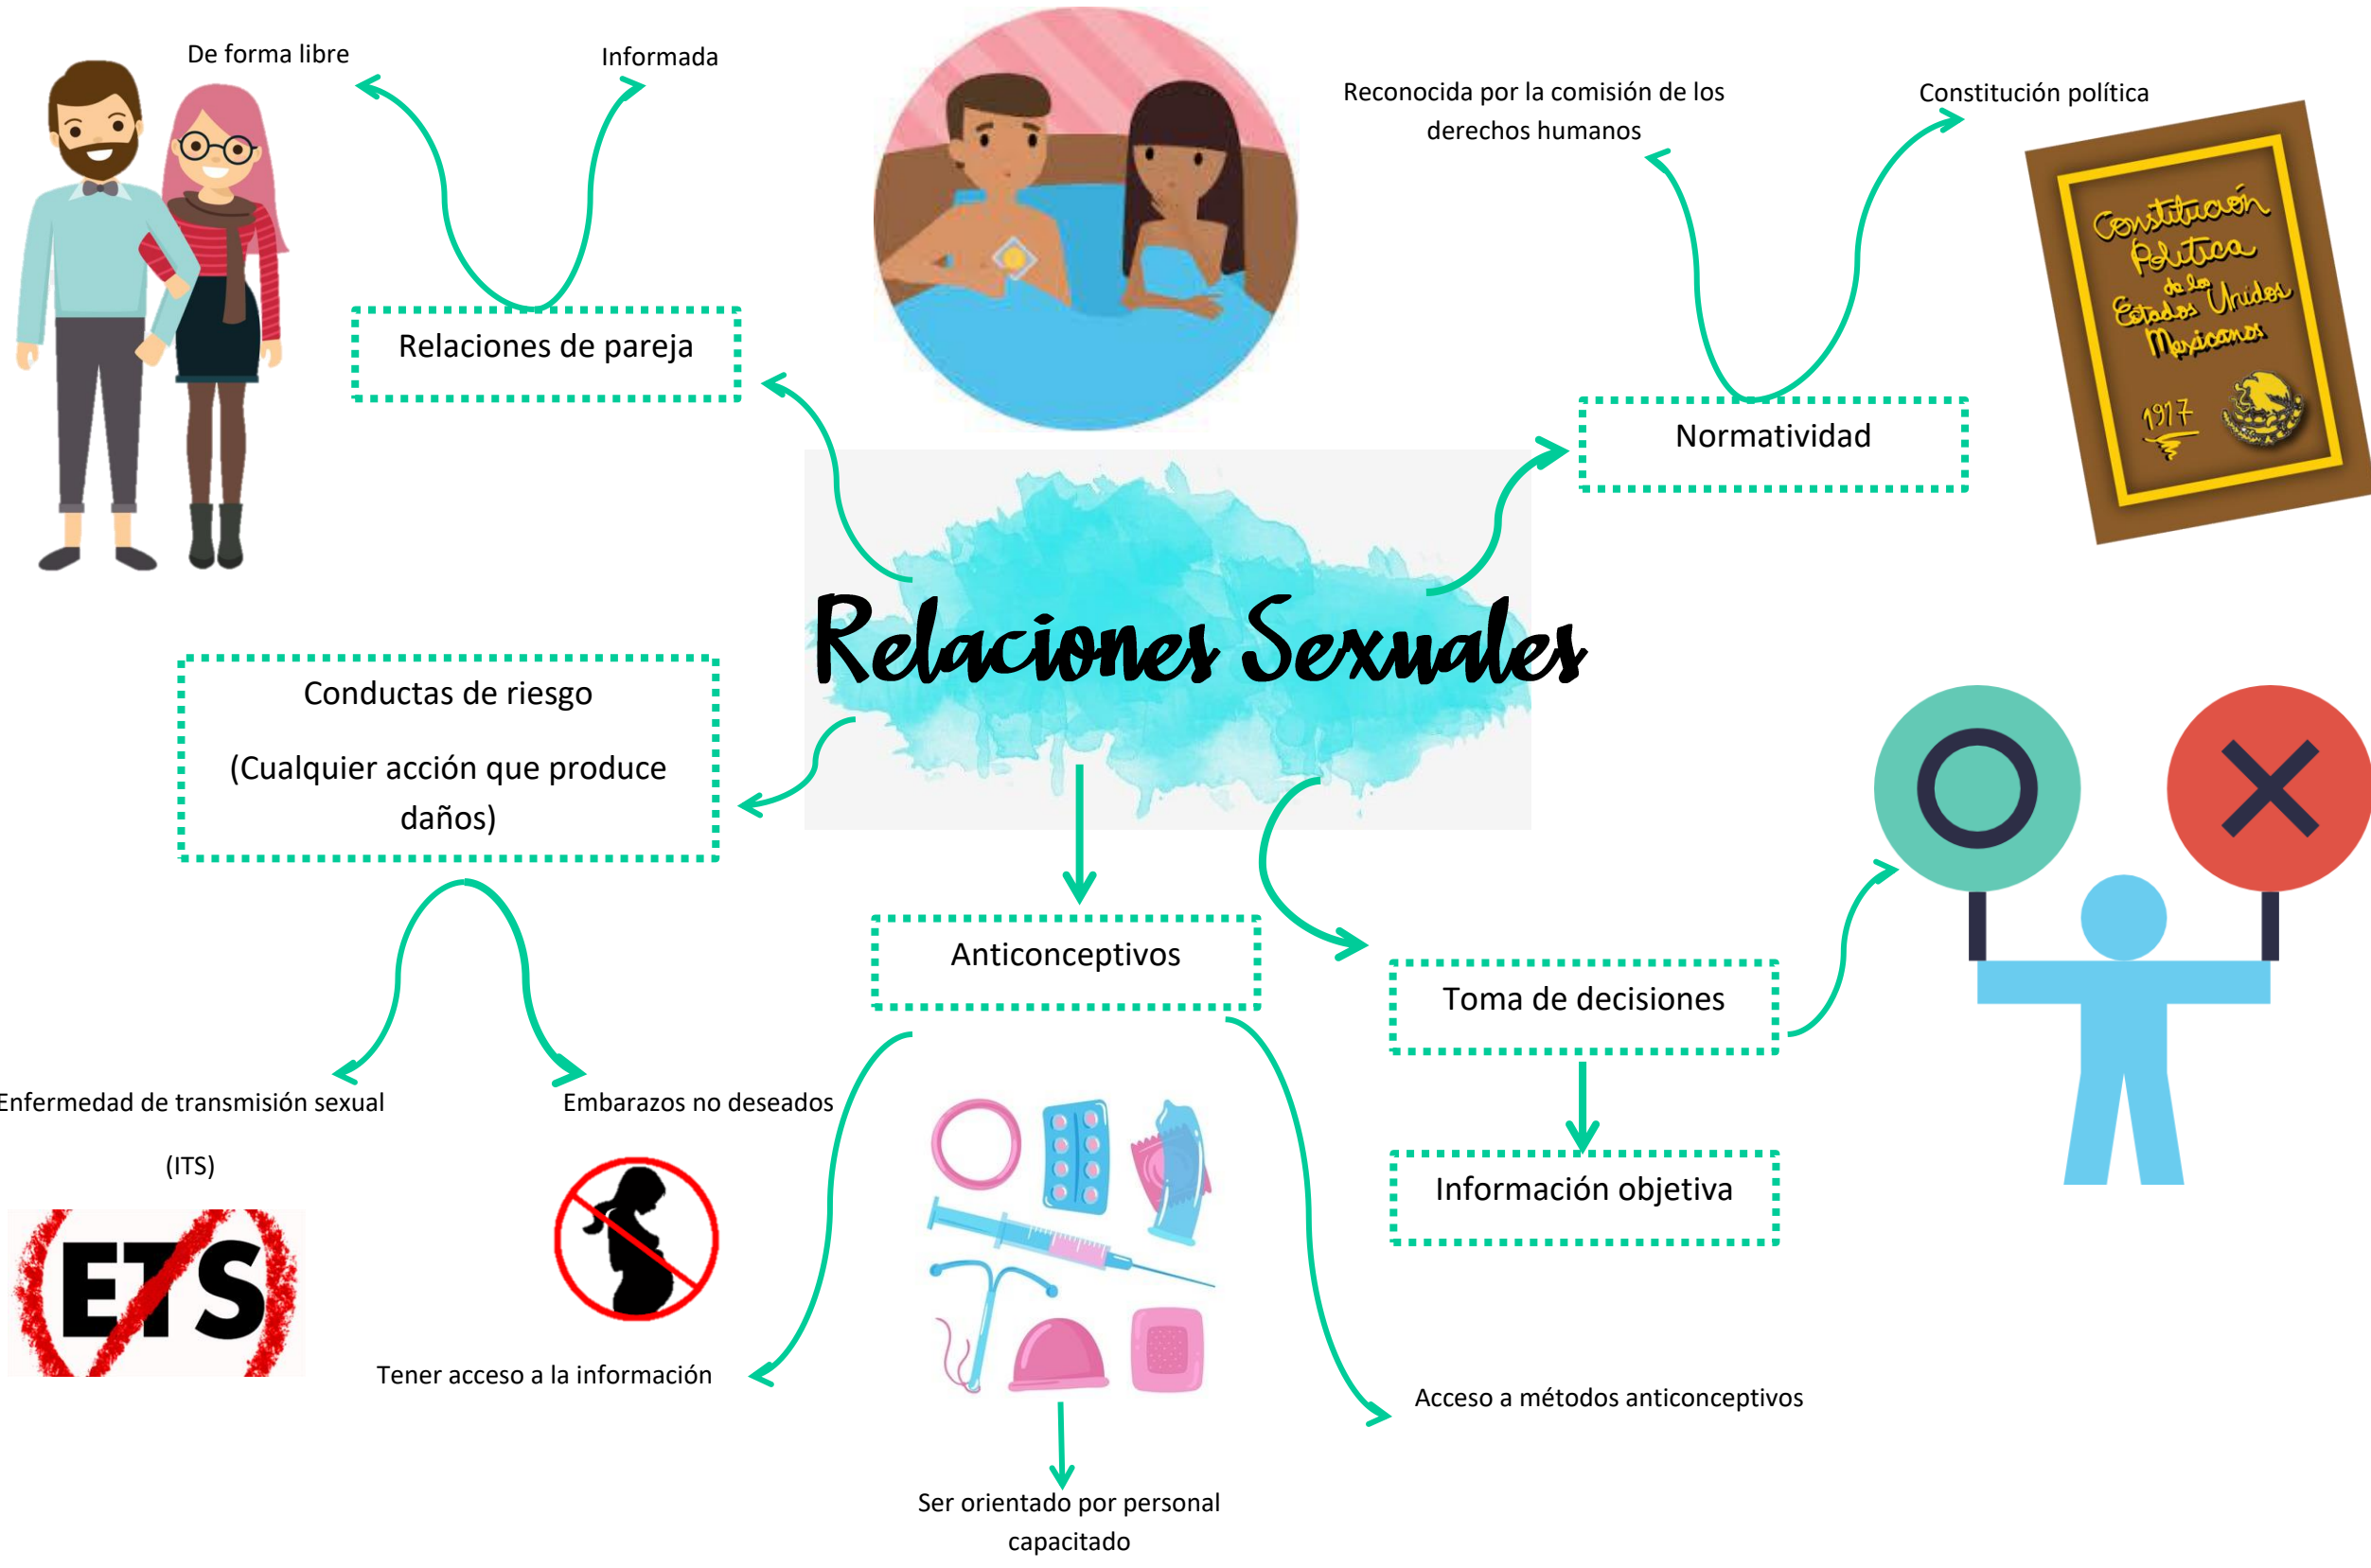 De forma libre
Informada
Reconocida por la comisión de los
derechos humanos
Constitución política
Constitución
Política
de los
Estados Unidos
Mexicanos
1917
Relaciones de pareja
Normatividad
Relaciones Sexuales
Conductas de riesgo
(Cualquier acción que produce
daños)
Anticonceptivos
Toma de decisiones
Información objetiva
Enfermedad de transmisión sexual
(ITS)
Embarazos no deseados
ETS
Tener acceso a la información
Acceso a métodos anticonceptivos
Ser orientado por personal
capacitado